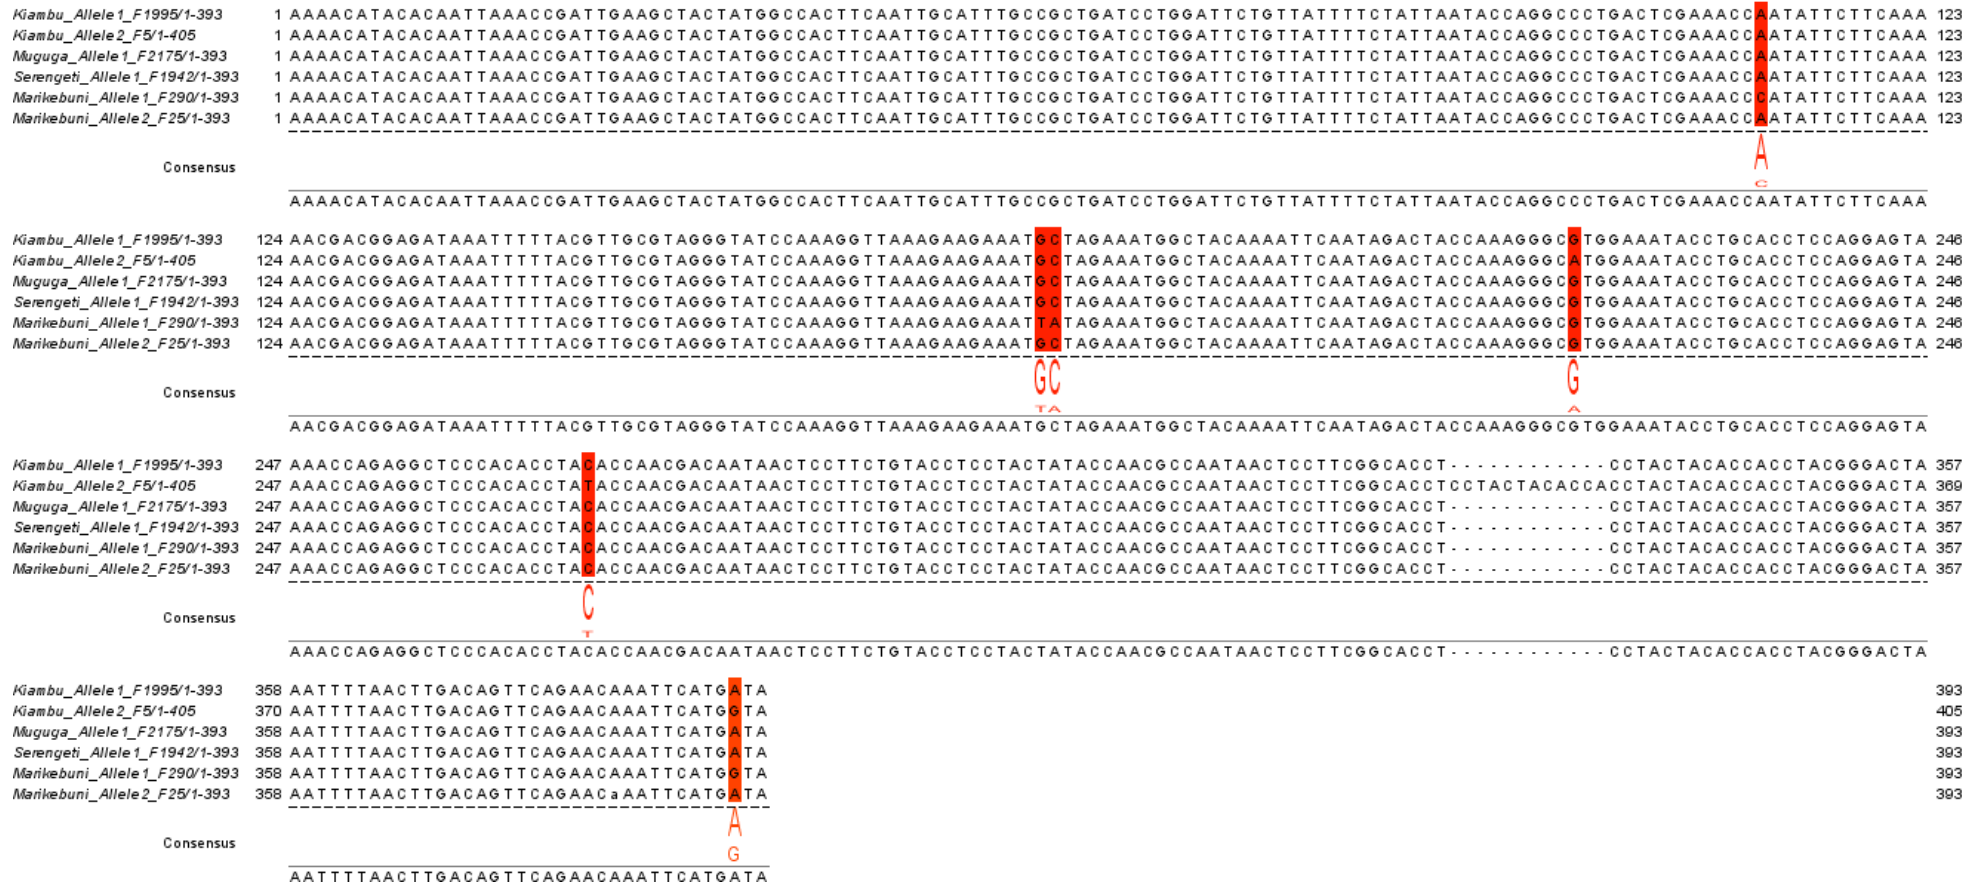 Kiambu_Allele1_F1995/1-393 1 AAAACATACACAATTAAACCGATTGAAGCTACTATGGCCACTTCAATTGCATTTGCCGCTGATCCTGGATTCTGTTATTTTCTATTAATACCAGGCCCTGACTCGAAACCAATATTCTTCAAA 123
Kiambu_Allele2_F5/1-405 1 AAAACATACACAATTAAACCGATTGAAGCTACTATGGCCACTTCAATTGCATTTGCCGCTGATCCTGGATTCTGTTATTTTCTATTAATACCAGGCCCTGACTCGAAACCAATATTCTTCAAA 123
Muguga_Allele1_F2175/1-393 1 AAAACATACACAATTAAACCGATTGAAGCTACTATGGCCACTTCAATTGCATTTGCCGCTGATCCTGGATTCTGTTATTTTCTATTAATACCAGGCCCTGACTCGAAACCAATATTCTTCAAA 123
Serengeti_Allele1_F1942/1-393 1 AAAACATACACAATTAAACCGATTGAAGCTACTATGGCCACTTCAATTGCATTTGCCGCTGATCCTGGATTCTGTTATTTTCTATTAATACCAGGCCCTGACTCGAAACCAATATTCTTCAAA 123
Marikebuni_Allele1_F290/1-393 1 AAAACATACACAATTAAACCGATTGAAGCTACTATGGCCACTTCAATTGCATTTGCCGCTGATCCTGGATTCTGTTATTTTCTATTAATACCAGGCCCTGACTCGAAACCCATATTCTTCAAA 123
Marikebuni_Allele2_F25/1-393 1 AAAACATACACAATTAAACCGATTGAAGCTACTATGGCCACTTCAATTGCATTTGCCGCTGATCCTGGATTCTGTTATTTTCTATTAATACCAGGCCCTGACTCGAAACCAATATTCTTCAAA 123
A
Consensus
C
AAAACATACACAATTAAACCGATTGAAGCTACTATGGCCACTTCAATTGCATTTGCCGCTGATCCTGGATTCTGTTATTTTCTATTAATACCAGGCCCTGACTCGAAACCAATATTCTTCAAA
Kiambu_Allele1_F1995/1-393 124 AACGACGGAGATAAATTTTTACGTTGCGTAGGGTATCCAAAGGTTAAAGAAGAAATGCTAGAAATGGCTACAAAATTCAATAGACTACCAAAGGGCGTGGAAATACCTGCACCTCCAGGAGTA 246
Kiambu_Allele2_F5/1-405 124 AACGACGGAGATAAATTTTTACGTTGCGTAGGGTATCCAAAGGTTAAAGAAGAAATGCTAGAAATGGCTACAAAATTCAATAGACTACCAAAGGGCATGGAAATACCTGCACCTCCAGGAGTA 246
Muguga_Allele1_F2175/1-393 124 AACGACGGAGATAAATTTTTACGTTGCGTAGGGTATCCAAAGGTTAAAGAAGAAATGCTAGAAATGGCTACAAAATTCAATAGACTACCAAAGGGCGTGGAAATACCTGCACCTCCAGGAGTA 246
Serengeti_Allele1_F1942/1-393 124 AACGACGGAGATAAATTTTTACGTTGCGTAGGGTATCCAAAGGTTAAAGAAGAAATGCTAGAAATGGCTACAAAATTCAATAGACTACCAAAGGGCGTGGAAATACCTGCACCTCCAGGAGTA 246
Marikebuni_Allele1_F290/1-393 124 AACGACGGAGATAAATTTTTACGTTGCGTAGGGTATCCAAAGGTTAAAGAAGAAATTATAGAAATGGCTACAAAATTCAATAGACTACCAAAGGGCGTGGAAATACCTGCACCTCCAGGAGTA 246
Marikebuni_Allele2_F25/1-393 124 AACGACGGAGATAAATTTTTACGTTGCGTAGGGTATCCAAAGGTTAAAGAAGAAATGCTAGAAATGGCTACAAAATTCAATAGACTACCAAAGGGCGTGGAAATACCTGCACCTCCAGGAGTA 246
GC G
Consensus
TA A
AACGACGGAGATAAATTTTTACGTTGCGTAGGGTATCCAAAGGTTAAAGAAGAAATGCTAGAAATGGCTACAAAATTCAATAGACTACCAAAGGGCGTGGAAATACCTGCACCTCCAGGAGTA
Kiambu_Allele1_F1995/1-393 247 AAACCAGAGGCTCCCACACCTACACCAACGACAATAACTCCTTCTGTACCTCCTACTATACCAACGCCAATAACTCCTTCGGCACCT------------CCTACTACACCACCTACGGGACTA 357
Kiambu_Allele2_F5/1-405 247 AAACCAGAGGCTCCCACACCTATACCAACGACAATAACTCCTTCTGTACCTCCTACTATACCAACGCCAATAACTCCTTCGGCACCTCCTACTACACCACCTACTACACCACCTACGGGACTA 369
Muguga_Allele1_F2175/1-393 247 AAACCAGAGGCTCCCACACCTACACCAACGACAATAACTCCTTCTGTACCTCCTACTATACCAACGCCAATAACTCCTTCGGCACCT------------CCTACTACACCACCTACGGGACTA 357
Serengeti_Allele1_F1942/1-393 247 AAACCAGAGGCTCCCACACCTACACCAACGACAATAACTCCTTCTGTACCTCCTACTATACCAACGCCAATAACTCCTTCGGCACCT------------CCTACTACACCACCTACGGGACTA 357
Marikebuni_Allele1_F290/1-393 247 AAACCAGAGGCTCCCACACCTACACCAACGACAATAACTCCTTCTGTACCTCCTACTATACCAACGCCAATAACTCCTTCGGCACCT------------CCTACTACACCACCTACGGGACTA 357
Marikebuni_Allele2_F25/1-393 247 AAACCAGAGGCTCCCACACCTACACCAACGACAATAACTCCTTCTGTACCTCCTACTATACCAACGCCAATAACTCCTTCGGCACCT------------CCTACTACACCACCTACGGGACTA 357
C
Consensus
T
AAACCAGAGGCTCCCACACCTACACCAACGACAATAACTCCTTCTGTACCTCCTACTATACCAACGCCAATAACTCCTTCGGCACCT------------CCTACTACACCACCTACGGGACTA
Kiambu_Allele1_F1995/1-393 358 AATTTTAACTTGACAGTTCAGAACAAATTCATGATA 393
Kiambu_Allele2_F5/1-405 370 AATTTTAACTTGACAGTTCAGAACAAATTCATGGTA 405
Muguga_Allele1_F2175/1-393 358 AATTTTAACTTGACAGTTCAGAACAAATTCATGATA 393
Serengeti_Allele1_F1942/1-393 358 AATTTTAACTTGACAGTTCAGAACAAATTCATGATA 393
Marikebuni_Allele1_F290/1-393 358 AATTTTAACTTGACAGTTCAGAACAAATTCATGGTA 393
Marikebuni_Allele2_F25/1-393 358 AATTTTAACTTGACAGTTCAGAACaAATTCATGATA 393
A
Consensus
G
AATTTTAACTTGACAGTTCAGAACAAATTCATGATA